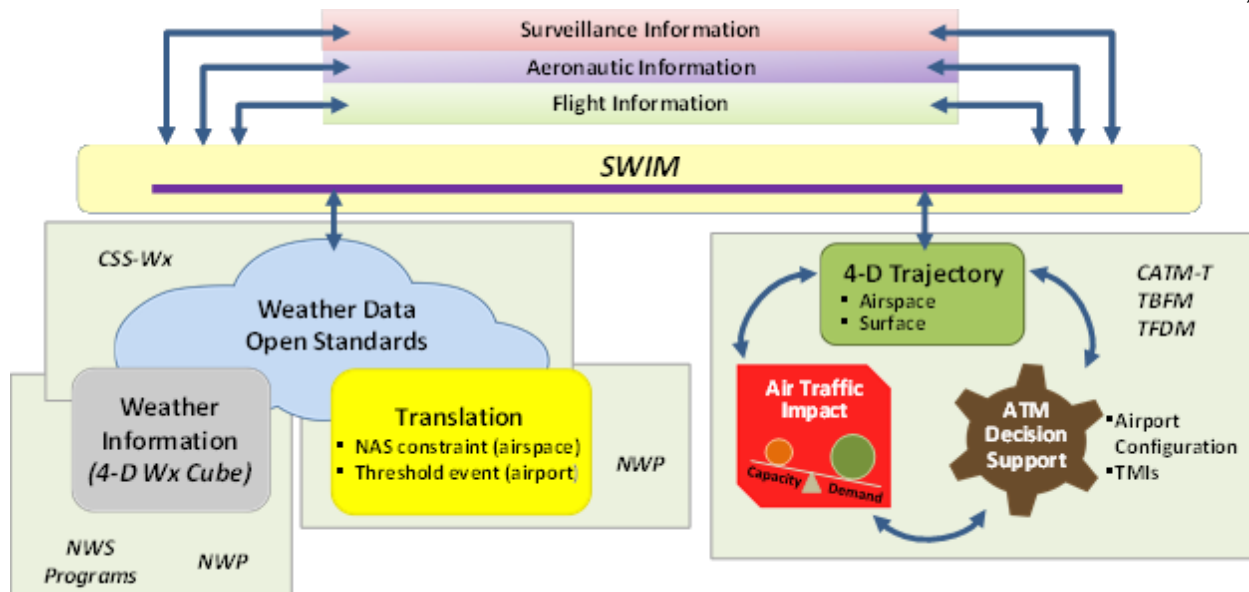 Surveillance Information
Aeronautic Information
Flight Information
SWIM
CSS-Wx
Weather Data
Open Standards
Weather
Information
(4-D Wx Cube)
Translation
▪ NAS constraint (airspace)
▪ Threshold event (airport)
NWP
NWS
Programs
NWP
4-D Trajectory
▪ Airspace
▪ Surface
CATM-T
TBFM
TFDM
Air Traffic
Impact
Capacity
Demand
ATM
Decision
Support
▪Airport
Configuration
▪TMIs